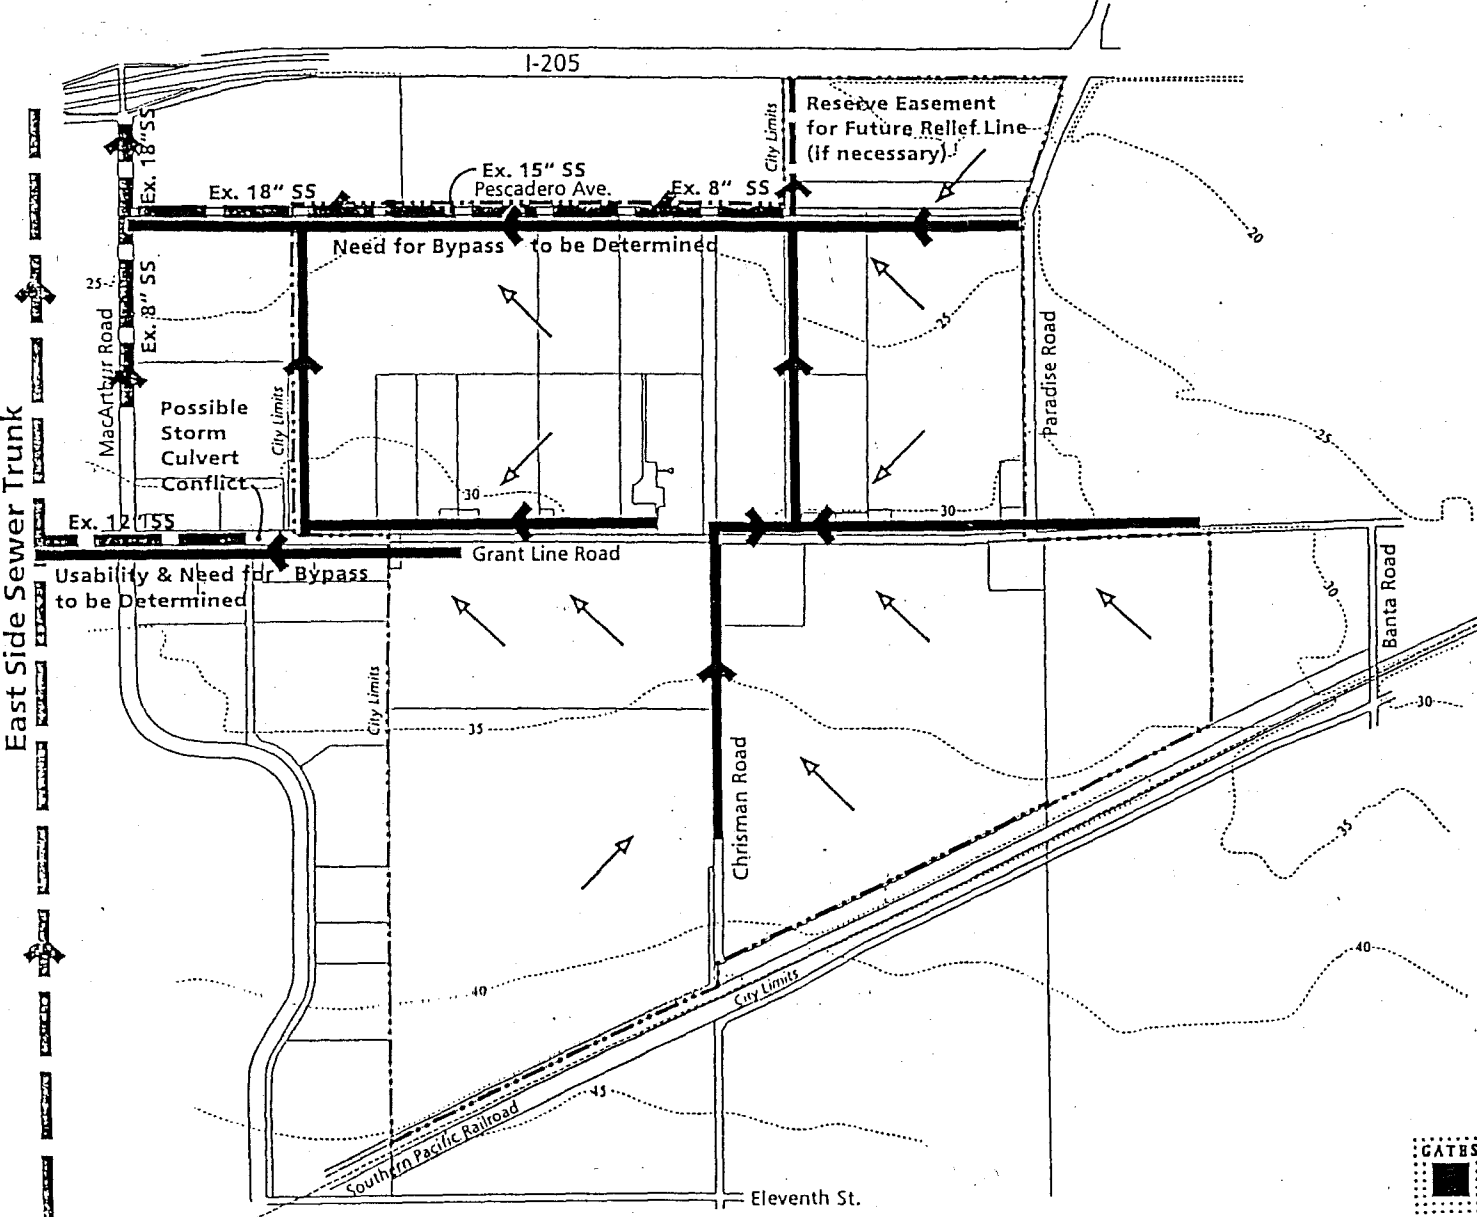 I-205
Reserve Easement
for Future Relief Line
(if necessary)
City Limits
Ex. 18" SS
Ex. 15" SS
Pescadero Ave.
Ex. 18" SS
Ex. 8" SS
Need for Bypass to be Determined
20
25
25
Ex. 8" SS
MacArthur Road
Paradise Road
City Limits
Possible
Storm
Culvert
Conflict
25
30
30
East Side Sewer Trunk
Ex. 12" SS
Grant Line Road
Usability & Need for Bypass
to be Determined
30
Banta Road
City Limits
35
30
Chrisman Road
35
40
40
City Limits
45
Southern Pacific Railroad
Eleventh St.
GATES